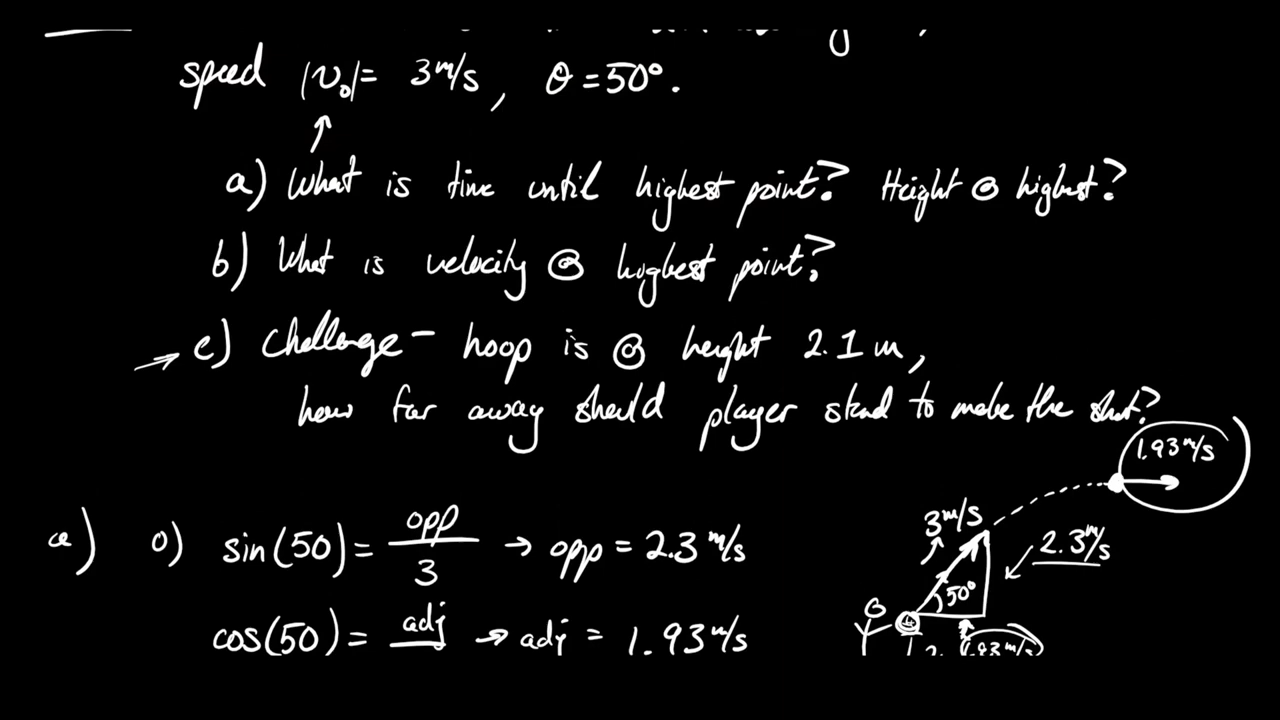 speed |v₀| = 3 m/s, θ = 50°.
a) What is time until highest point? Height @ highest?
b) What is velocity @ highest point?
c) challenge - hoop is @ height 2.1 m,
how far away should player stand to make the shot?
1.93 m/s
a) 0) sin(50) = opp / 3 → opp = 2.3 m/s
3 m/s
2.3 m/s
50°
cos(50) = adj → adj = 1.93 m/s
1.93 m/s